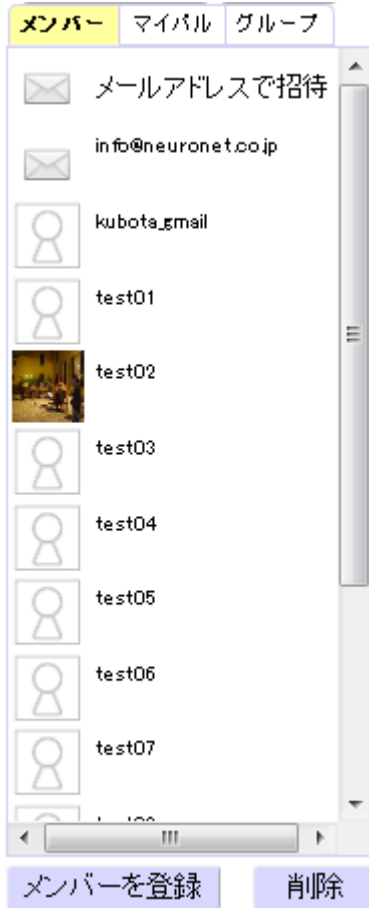 メンバー マイパル グループ
メールアドレスで招待
info@neuronet.co.jp
kubota_gmail
test01
test02
test03
test04
test05
test06
test07
メンバーを登録 削除